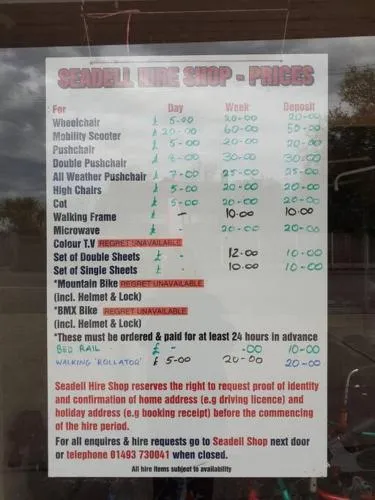 SEADELL HIRE SHOP - PRICES
For Day Week Deposit
Wheelchair £ 5-00 20-00 20-00
Mobility Scooter £ 20-00 60-00 50-00
Pushchair £ 5-00 20-00 20-00
Double Pushchair £ 8-00 30-00 30-00
All Weather Pushchair £ 7-00 25-00 25-00
High Chairs £ 5-00 20-00 20-00
Cot £ 5-00 20-00 20-00
Walking Frame £ - 10-00 10-00
Microwave £ - 20-00 20-00
Colour T.V REGRET UNAVAILABLE
Set of Double Sheets £ - 12-00 10-00
Set of Single Sheets £ - 10-00 10-00
*Mountain Bike REGRET UNAVAILABLE
(incl. Helmet & Lock)
*BMX Bike REGRET UNAVAILABLE
(incl. Helmet & Lock)
*These must be ordered & paid for at least 24 hours in advance
BED RAIL £ - -00 10-00
WALKING 'ROLLATOR' £ 5-00 20-00 20-00
Seadell Hire Shop reserves the right to request proof of identity
and confirmation of home address (e.g driving licence) and
holiday address (e.g booking receipt) before the commencing
of the hire period.
For all enquires & hire requests go to Seadell Shop next door
or telephone 01493 730041 when closed.
All hire items subject to availability